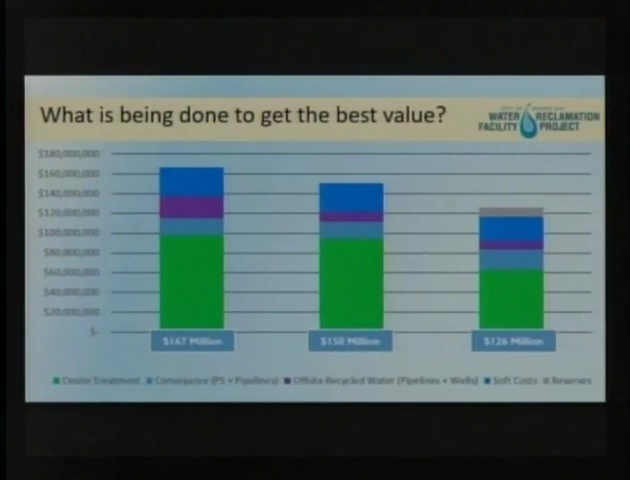 What is being done to get the best value?
WATER RECLAMATION
FACILITY PROJECT
$180,000,000
$160,000,000
$140,000,000
$120,000,000
$100,000,000
$80,000,000
$60,000,000
$40,000,000
$20,000,000
$-
$167 Million
$150 Million
$126 Million
Onsite Treatment
Conveyance (PS + Pipelines)
Offsite Recycled Water (Pipelines + Wells)
Soft Costs
Reserves